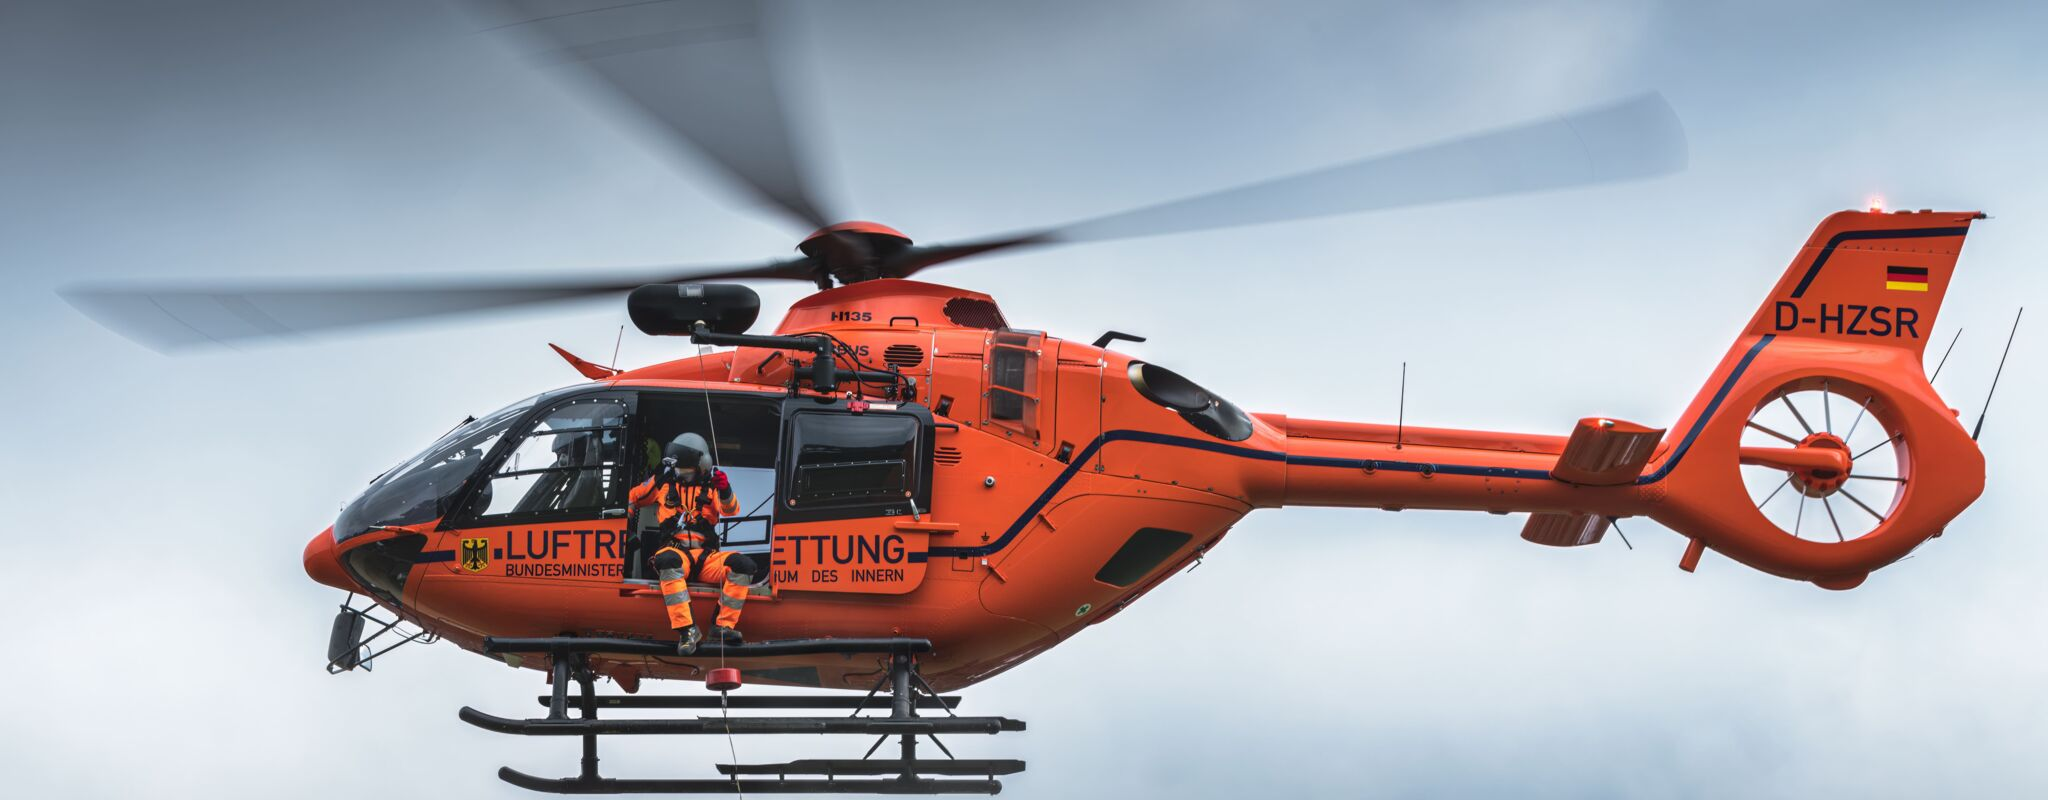 H135
D-HZSR
LUFTRE ETTUNG
BUNDESMINISTER IUM DES INNERN